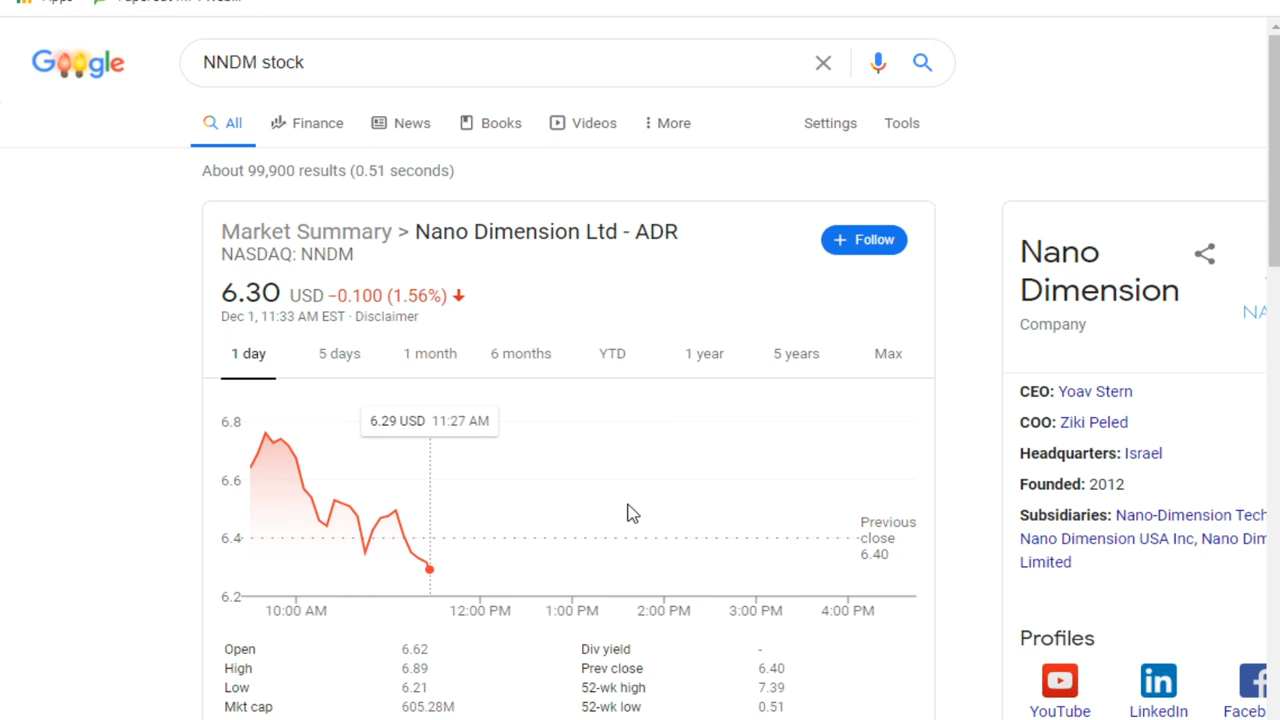 Apps
Google
NNDM stock
All
Finance
News
Books
Videos
More
Settings
Tools
About 99,900 results (0.51 seconds)
Market Summary > Nano Dimension Ltd - ADR
NASDAQ: NNDM
+ Follow
6.30 USD −0.100 (1.56%)
Dec 1, 11:33 AM EST · Disclaimer
1 day
5 days
1 month
6 months
YTD
1 year
5 years
Max
6.29 USD 11:27 AM
6.8
6.6
6.4
6.2
Previous
close
6.40
10:00 AM
12:00 PM
1:00 PM
2:00 PM
3:00 PM
4:00 PM
Open 6.62
High 6.89
Low 6.21
Mkt cap 605.28M
Div yield -
Prev close 6.40
52-wk high 7.39
52-wk low 0.51
Nano
Dimension
Company
NA
CEO: Yoav Stern
COO: Ziki Peled
Headquarters: Israel
Founded: 2012
Subsidiaries: Nano-Dimension Tech
Nano Dimension USA Inc, Nano Dim
Limited
Profiles
YouTube
LinkedIn
Faceb